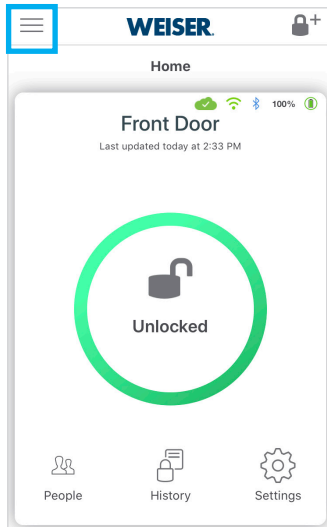 WEISER
Home
100%
Front Door
Last updated today at 2:33 PM
Unlocked
People History Settings